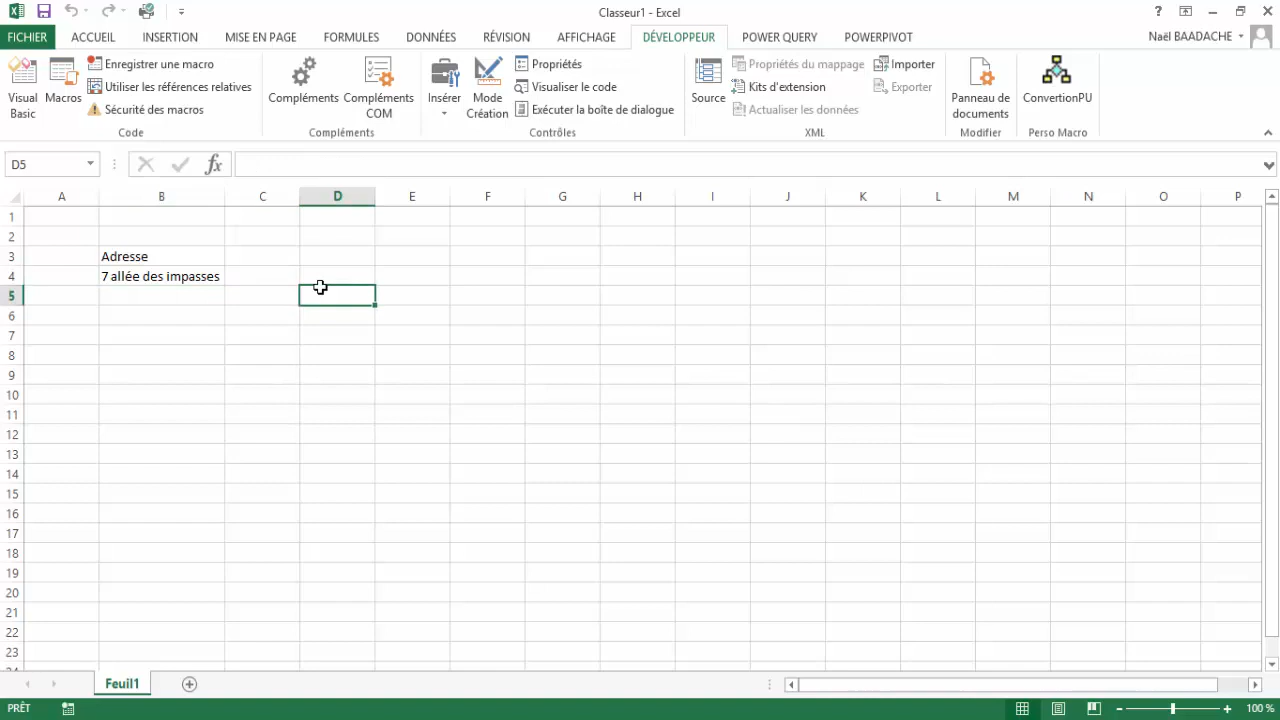 Classeur1 - Excel
?
FICHIER ACCUEIL INSERTION MISE EN PAGE FORMULES DONNÉES RÉVISION AFFICHAGE DÉVELOPPEUR POWER QUERY POWERPIVOT Naël BAADACHE
Visual Basic
Macros
Enregistrer une macro
Utiliser les références relatives
Sécurité des macros
Code
Compléments
Compléments COM
Compléments
Insérer
Mode Création
Propriétés
Visualiser le code
Exécuter la boîte de dialogue
Contrôles
Source
Propriétés du mappage
Kits d'extension
Actualiser les données
Importer
Exporter
XML
Panneau de documents
Modifier
ConvertionPU
Perso Macro
D5 fx
A B C D E F G H I J K L M N O P
1
2
3 Adresse
4 7 allée des impasses
5
6
7
8
9
10
11
12
13
14
15
16
17
18
19
20
21
22
23
Feuil1
PRÊT 100 %